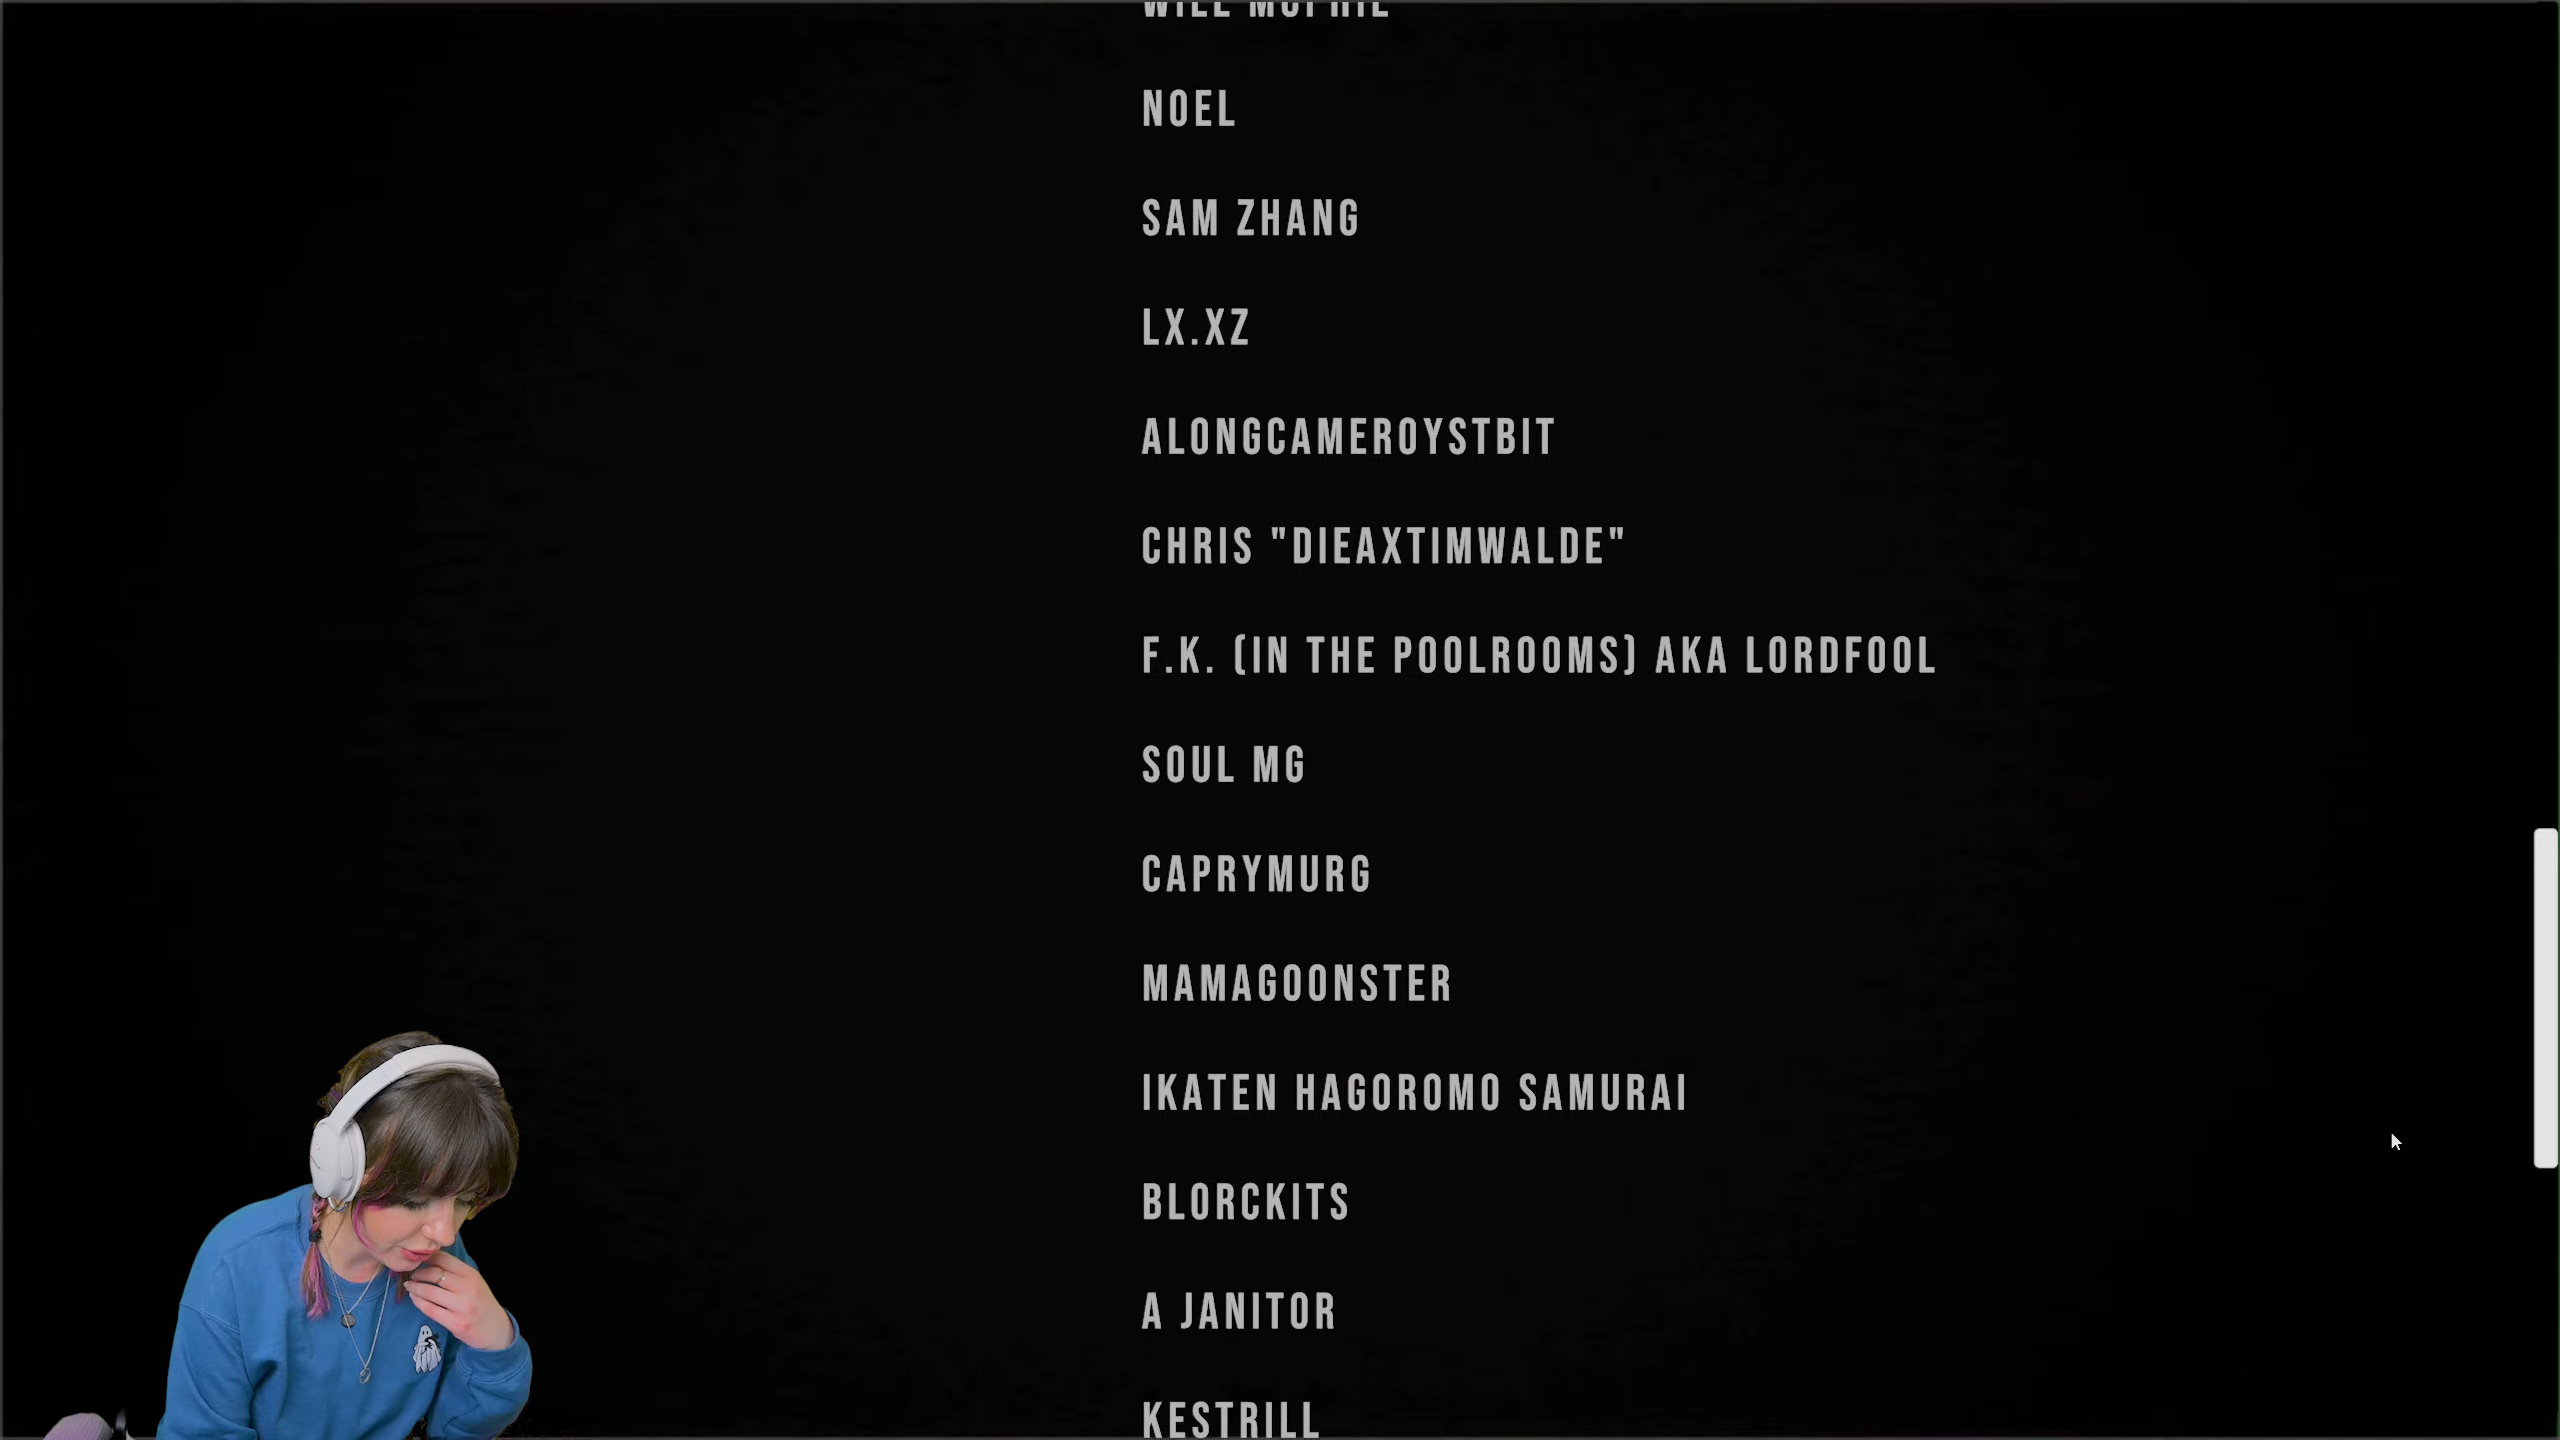 NOEL
SAM ZHANG
LX.XZ
ALONGCAMEROYSTBIT
CHRIS "DIEAXTIMWALDE"
F.K. (IN THE POOLROOMS) AKA LORDFOOL
SOUL MG
CAPRYMURG
MAMAGOONSTER
IKATEN HAGOROMO SAMURAI
BLORCKITS
A JANITOR
KESTRILL